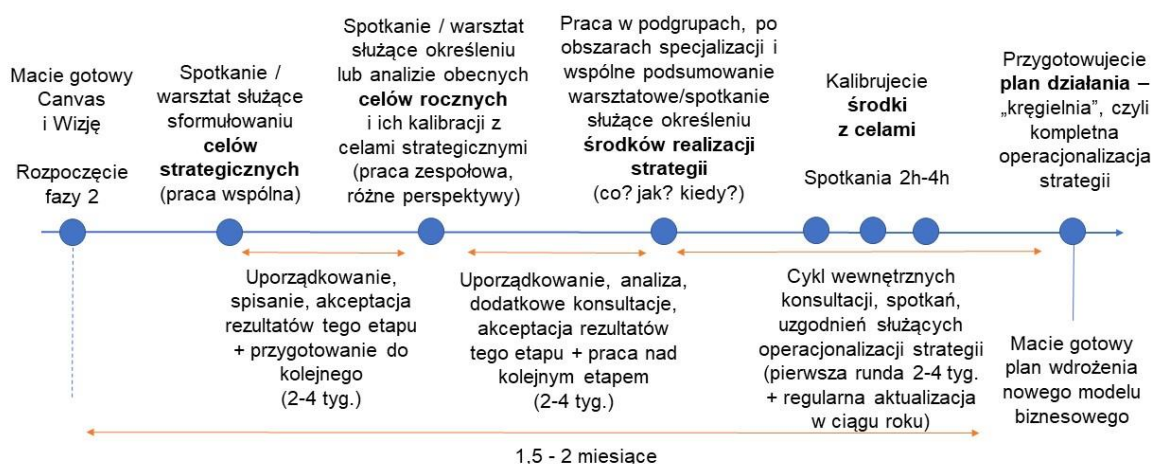 Macie gotowy
Canvas
i Wizję
Rozpoczęcie
fazy 2
Spotkanie /
warsztat służące
sformułowaniu
celów
strategicznych
(praca wspólna)
Spotkanie / warsztat
służące określeniu
lub analizie obecnych
celów rocznych
i ich kalibracji z
celami strategicznymi
(praca zespołowa,
różne perspektywy)
Praca w podgrupach, po
obszarach specjalizacji i
wspólne podsumowanie
warsztatowe/spotkanie
służące określeniu
środków realizacji
strategii
(co? jak? kiedy?)
Kalibrujecie
środki
z celami
Spotkania 2h-4h
Przygotowujecie
plan działania –
„kręgielnia”, czyli
kompletna
operacjonalizacja
strategii
Uporządkowanie,
spisanie, akceptacja
rezultatów tego etapu
+ przygotowanie do
kolejnego
(2-4 tyg.)
Uporządkowanie, analiza,
dodatkowe konsultacje,
akceptacja rezultatów
tego etapu + praca nad
kolejnym etapem
(2-4 tyg.)
Cykl wewnętrznych
konsultacji, spotkań,
uzgodnień służących
operacjonalizacji strategii
(pierwsza runda 2-4 tyg.
+ regularna aktualizacja
w ciągu roku)
Macie gotowy
plan wdrożenia
nowego modelu
biznesowego
1,5 - 2 miesiące